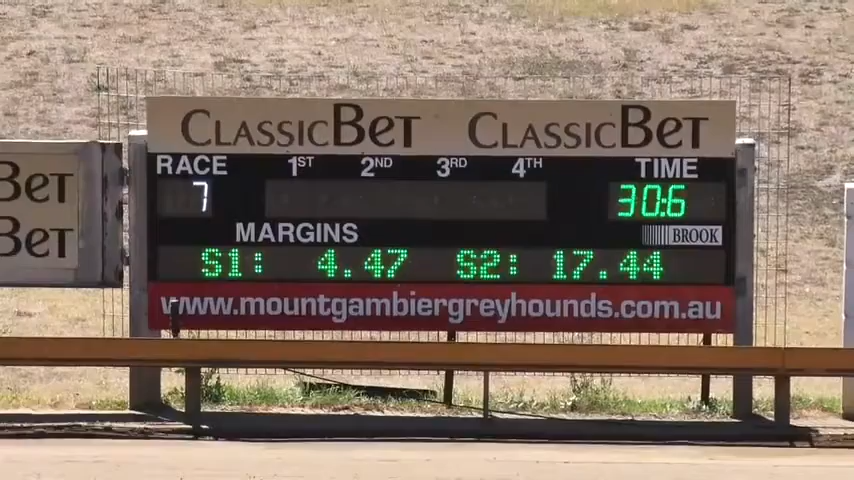 CLASSICBET CLASSICBET
BET
BET
RACE 1ST 2ND 3RD 4TH TIME
7 30:6
MARGINS BROOK
S1: 4.47 S2: 17.44
www.mountgambiergreyhounds.com.au